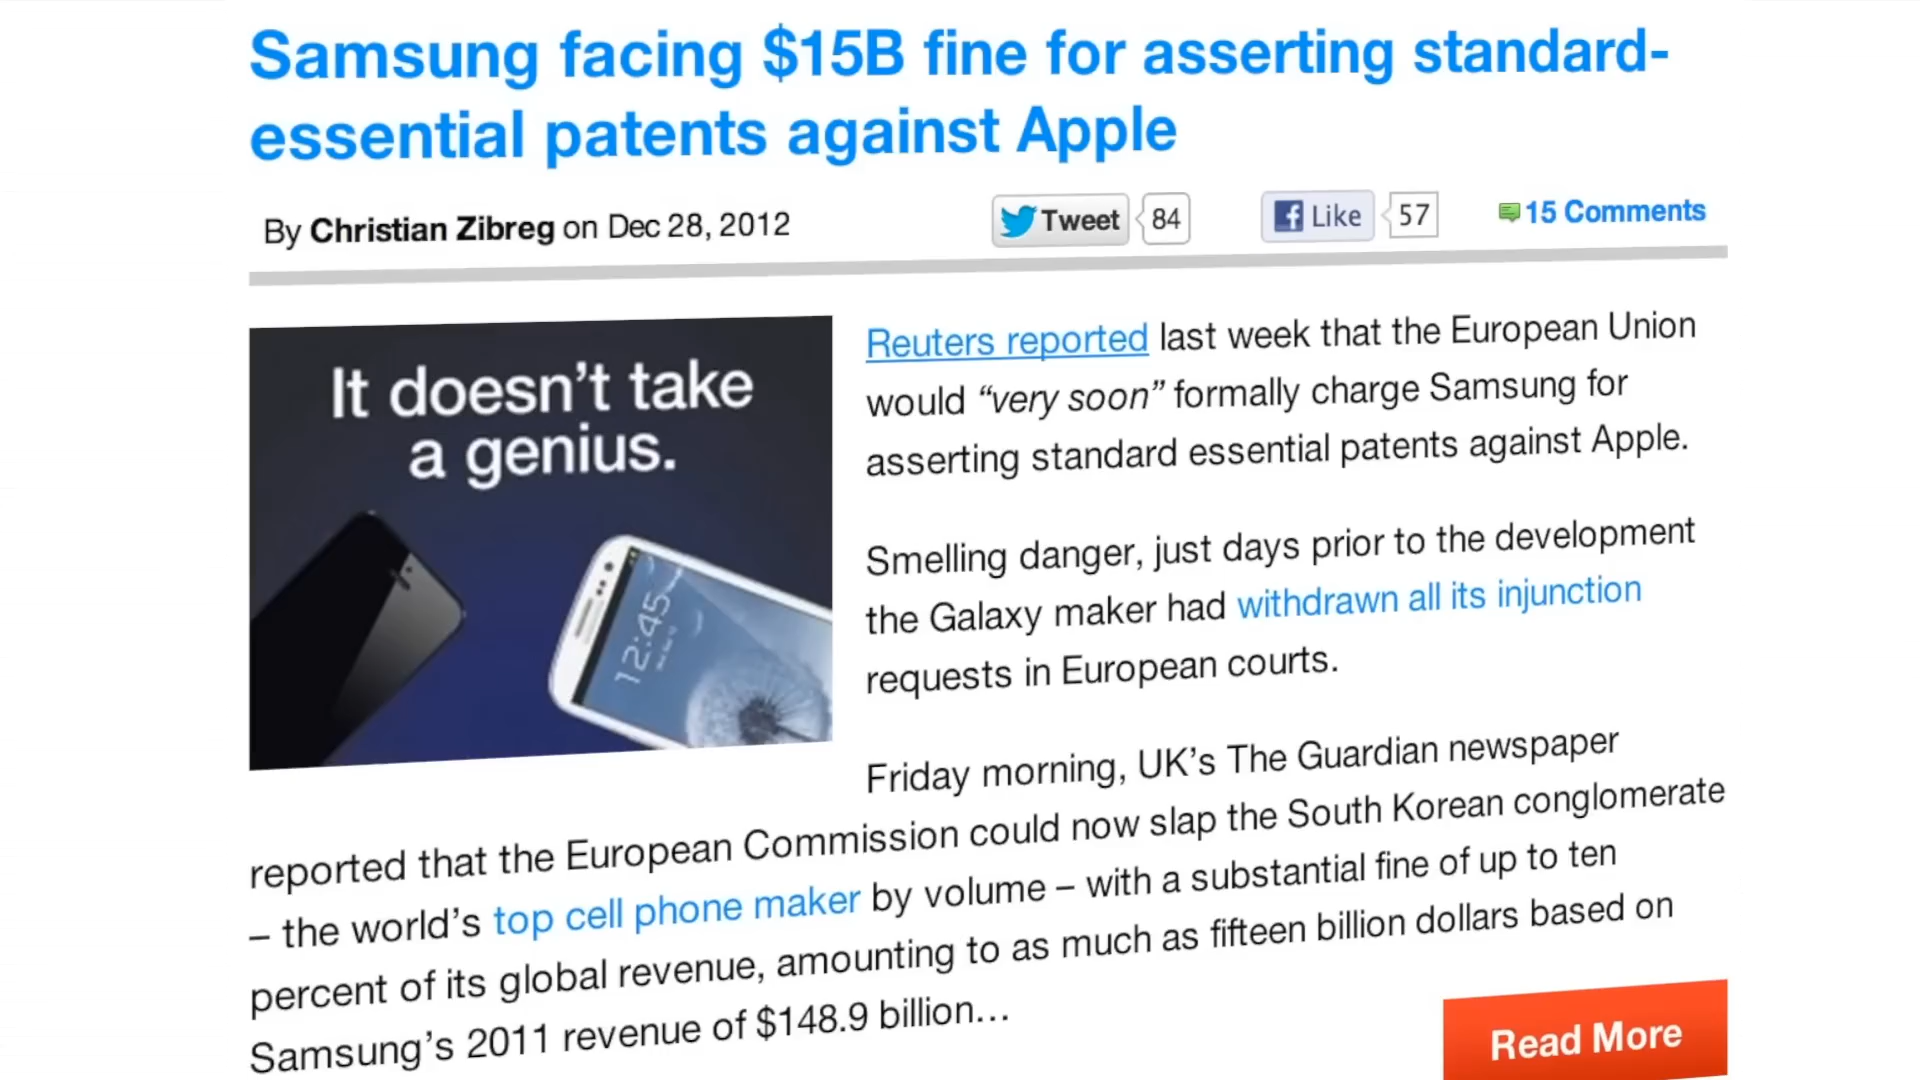 Samsung facing $15B fine for asserting standard-
essential patents against Apple
By Christian Zibreg on Dec 28, 2012
Tweet 84
Like 57
15 Comments
It doesn't take
a genius.
12:45
Reuters reported last week that the European Union
would “very soon” formally charge Samsung for
asserting standard essential patents against Apple.
Smelling danger, just days prior to the development
the Galaxy maker had withdrawn all its injunction
requests in European courts.
Friday morning, UK’s The Guardian newspaper
reported that the European Commission could now slap the South Korean conglomerate
– the world’s top cell phone maker by volume – with a substantial fine of up to ten
percent of its global revenue, amounting to as much as fifteen billion dollars based on
Samsung’s 2011 revenue of $148.9 billion…
Read More